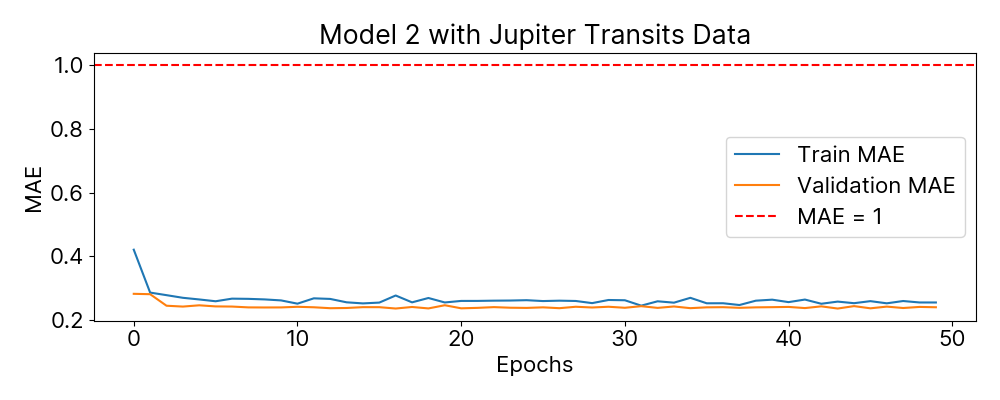 Model 2 with Jupiter Transits Data
1.0
0.8
0.6
0.4
0.2
MAE
Train MAE
Validation MAE
MAE = 1
0 10 20 30 40 50
Epochs